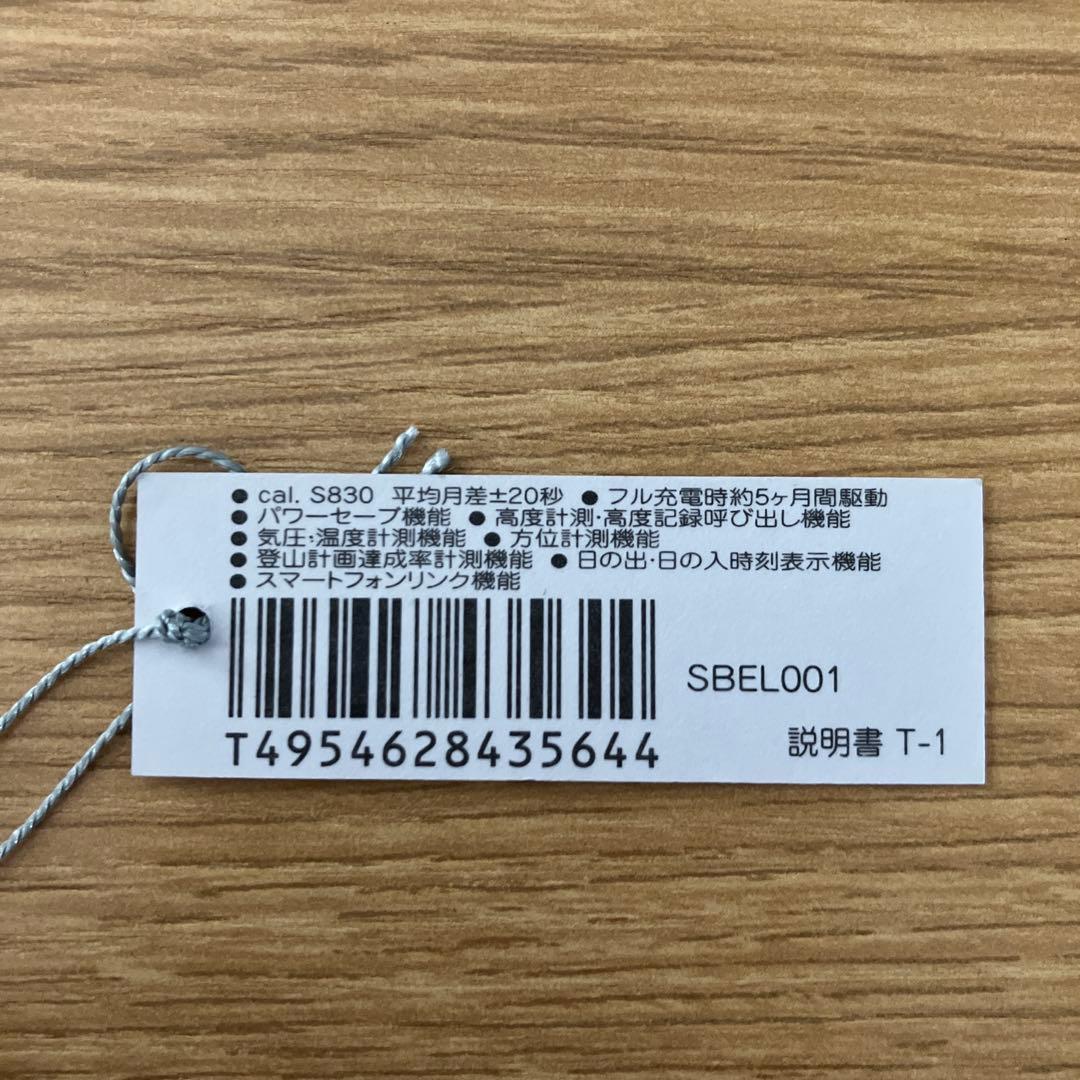 ● cal. S830 平均月差±20秒 ● フル充電時約5ヶ月間駆動
● パワーセーブ機能 ● 高度計測・高度記録呼び出し機能
● 気圧・温度計測機能 ● 方位計測機能
● 登山計画達成率計測機能 ● 日の出・日の入時刻表示機能
● スマートフォンリンク機能
SBEL001
T4954628435644
説明書 T-1